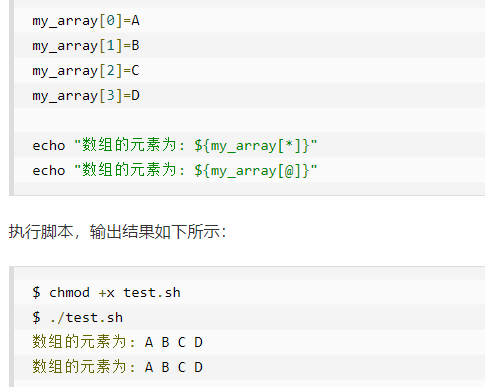 my_array[0]=A
my_array[1]=B
my_array[2]=C
my_array[3]=D
echo "数组的元素为: ${my_array[*]}"
echo "数组的元素为: ${my_array[@]}"
执行脚本，输出结果如下所示：
$ chmod +x test.sh
$ ./test.sh
数组的元素为: A B C D
数组的元素为: A B C D